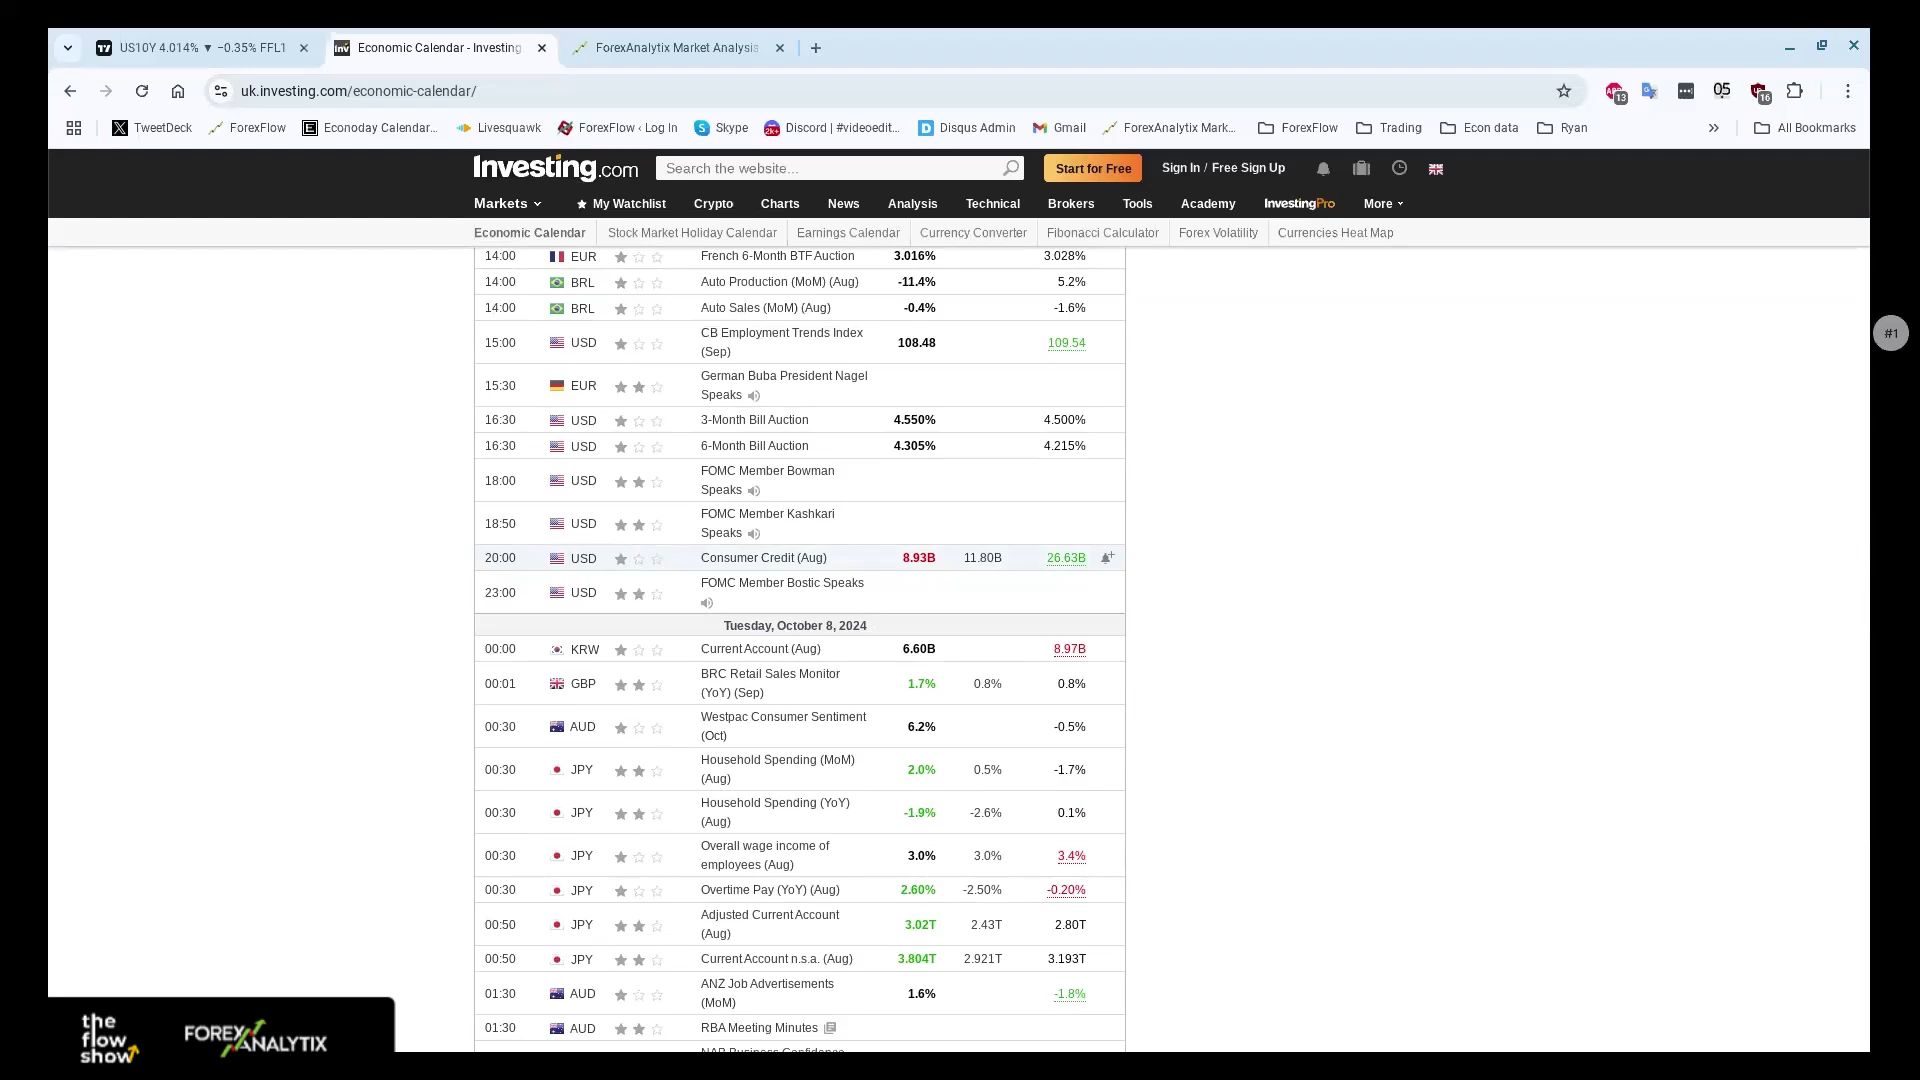 US10Y 4.014% ▼ −0.35% FFL1
Economic Calendar - Investing
ForexAnalytix Market Analysis
uk.investing.com/economic-calendar/
13
05
16
TweetDeck
ForexFlow
Econoday Calendar...
Livesquawk
ForexFlow ‹ Log In
Skype
Discord | #videoedit...
Disqus Admin
Gmail
ForexAnalytix Mark...
ForexFlow
Trading
Econ data
Ryan
All Bookmarks
Investing.com
Search the website...
Start for Free
Sign In / Free Sign Up
Markets
My Watchlist
Crypto
Charts
News
Analysis
Technical
Brokers
Tools
Academy
InvestingPro
More
Economic Calendar
Stock Market Holiday Calendar
Earnings Calendar
Currency Converter
Fibonacci Calculator
Forex Volatility
Currencies Heat Map
14:00 EUR French 6-Month BTF Auction 3.016% 3.028%
14:00 BRL Auto Production (MoM) (Aug) -11.4% 5.2%
14:00 BRL Auto Sales (MoM) (Aug) -0.4% -1.6%
15:00 USD CB Employment Trends Index (Sep) 108.48 109.54
15:30 EUR German Buba President Nagel Speaks
16:30 USD 3-Month Bill Auction 4.550% 4.500%
16:30 USD 6-Month Bill Auction 4.305% 4.215%
18:00 USD FOMC Member Bowman Speaks
18:50 USD FOMC Member Kashkari Speaks
20:00 USD Consumer Credit (Aug) 8.93B 11.80B 26.63B
23:00 USD FOMC Member Bostic Speaks
Tuesday, October 8, 2024
00:00 KRW Current Account (Aug) 6.60B 8.97B
00:01 GBP BRC Retail Sales Monitor (YoY) (Sep) 1.7% 0.8% 0.8%
00:30 AUD Westpac Consumer Sentiment (Oct) 6.2% -0.5%
00:30 JPY Household Spending (MoM) (Aug) 2.0% 0.5% -1.7%
00:30 JPY Household Spending (YoY) (Aug) -1.9% -2.6% 0.1%
00:30 JPY Overall wage income of employees (Aug) 3.0% 3.0% 3.4%
00:30 JPY Overtime Pay (YoY) (Aug) 2.60% -2.50% -0.20%
00:50 JPY Adjusted Current Account (Aug) 3.02T 2.43T 2.80T
00:50 JPY Current Account n.s.a. (Aug) 3.804T 2.921T 3.193T
01:30 AUD ANZ Job Advertisements (MoM) 1.6% -1.8%
01:30 AUD RBA Meeting Minutes
NAB Business Confidence
#1
the flow show
FOREX ANALYTIX